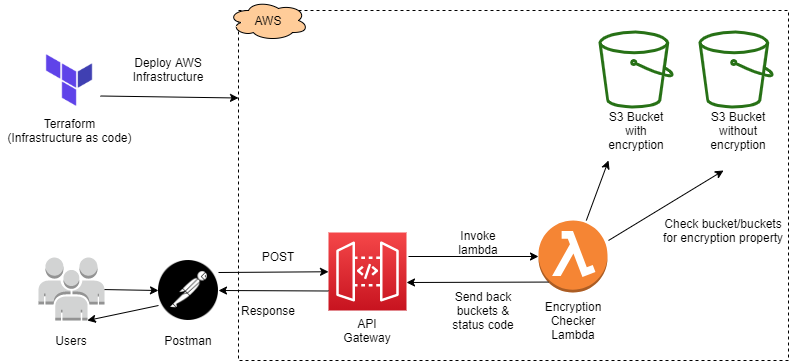 AWS
Deploy AWS
Infrastructure
Terraform
(Infrastructure as code)
S3 Bucket
with
encryption
S3 Bucket
without
encryption
Check bucket/buckets
for encryption property
POST
Invoke
lambda
Response
Send back
buckets &
status code
Users
Postman
API
Gateway
Encryption
Checker
Lambda